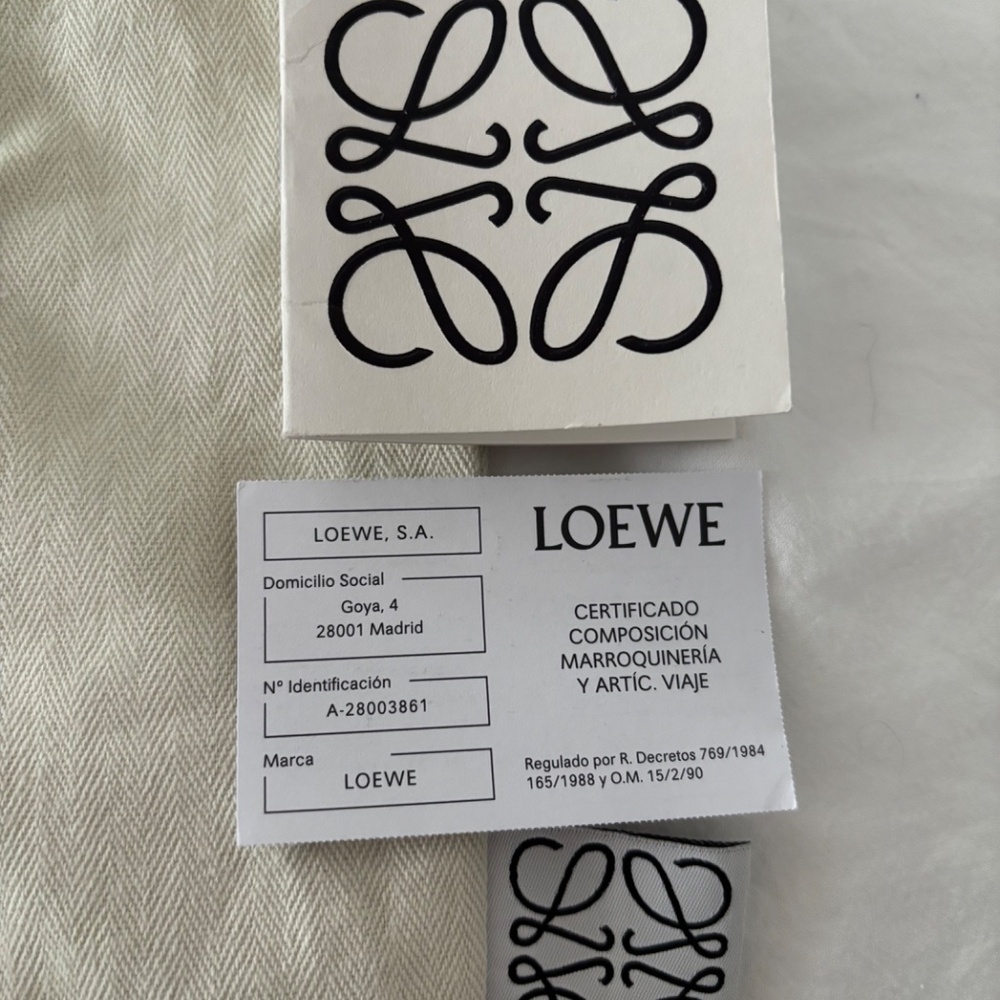 LOEWE, S.A.
Domicilio Social
Goya, 4
28001 Madrid
Nº Identificación
A-28003861
Marca
LOEWE
LOEWE
CERTIFICADO
COMPOSICIÓN
MARROQUINERÍA
Y ARTÍC. VIAJE
Regulado por R. Decretos 769/1984
165/1988 y O.M. 15/2/90